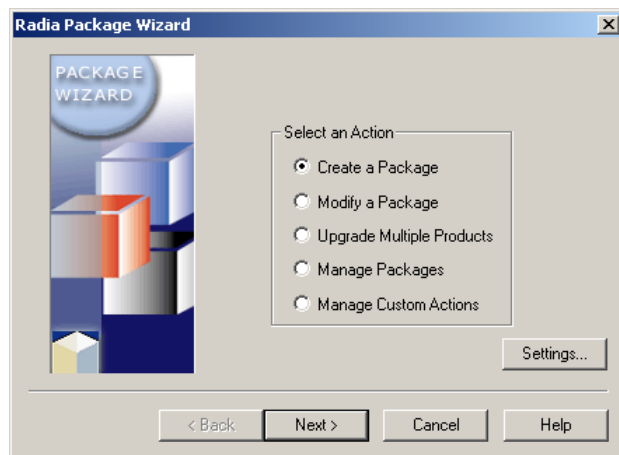 Radia Package Wizard
PACKAGE
WIZARD
Select an Action
Create a Package
Modify a Package
Upgrade Multiple Products
Manage Packages
Manage Custom Actions
Settings...
< Back
Next >
Cancel
Help